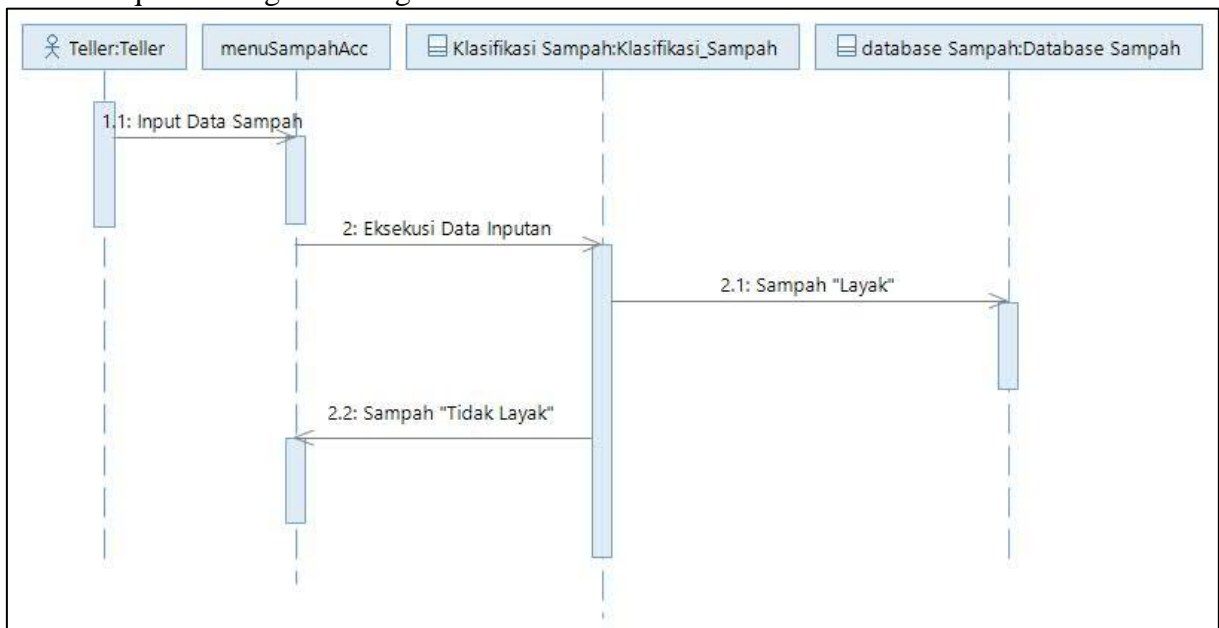 Teller:Teller
menuSampahAcc
Klasifikasi Sampah:Klasifikasi_Sampah
database Sampah:Database Sampah
1.1: Input Data Sampah
2: Eksekusi Data Inputan
2.1: Sampah "Layak"
2.2: Sampah "Tidak Layak"